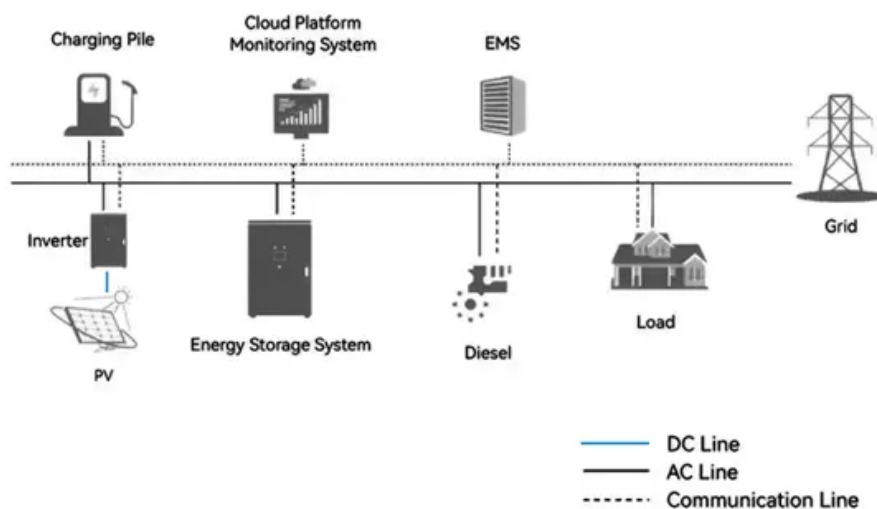 Charging Pile
Cloud Platform
Monitoring System
EMS
Grid
Inverter
PV
Energy Storage System
Diesel
Load
DC Line
AC Line
Communication Line